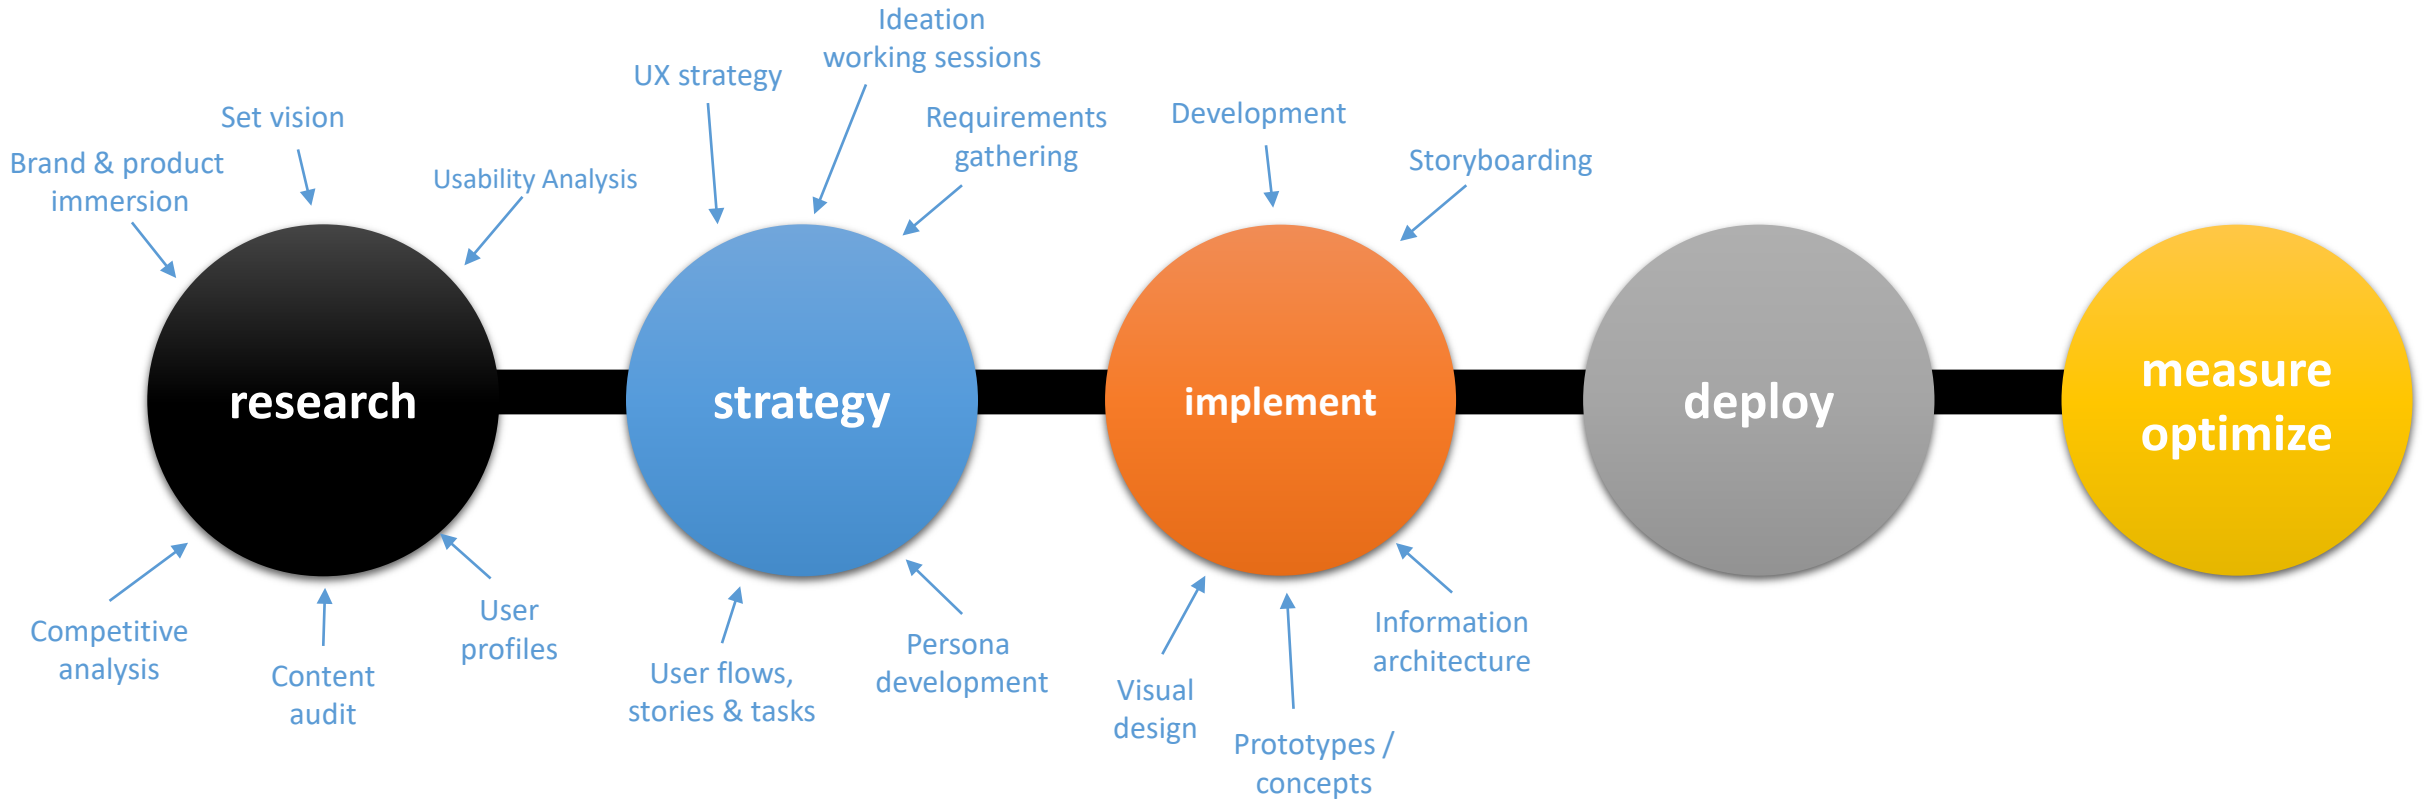 Ideation
working sessions
UX strategy
Set vision
Requirements
gathering
Development
Storyboarding
Brand & product
immersion
Usability Analysis
research
strategy
implement
deploy
measure
optimize
Competitive
analysis
Content
audit
User
profiles
User flows,
stories & tasks
Persona
development
Visual
design
Prototypes /
concepts
Information
architecture